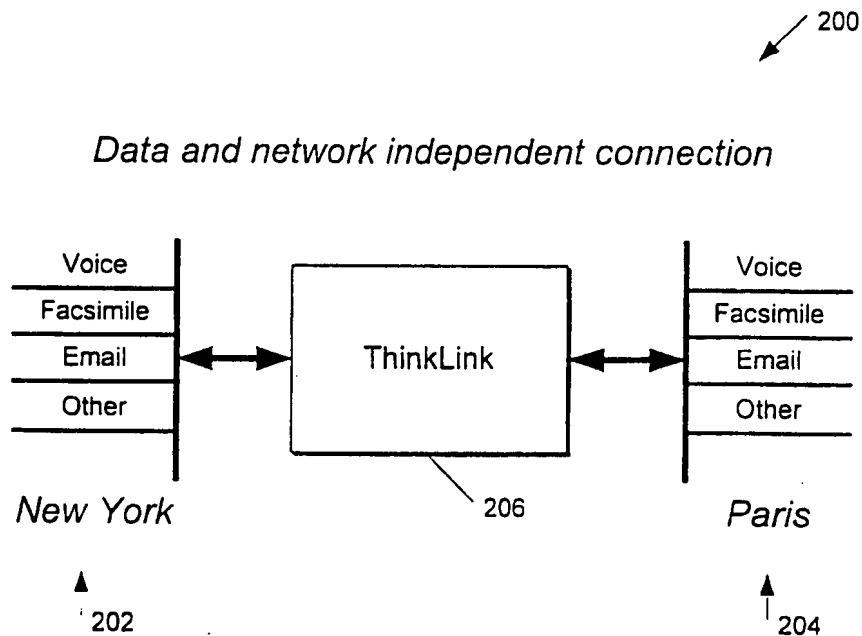 200
Data and network independent connection
Voice
Facsimile
Email
Other
New York
202
ThinkLink
206
Voice
Facsimile
Email
Other
Paris
204